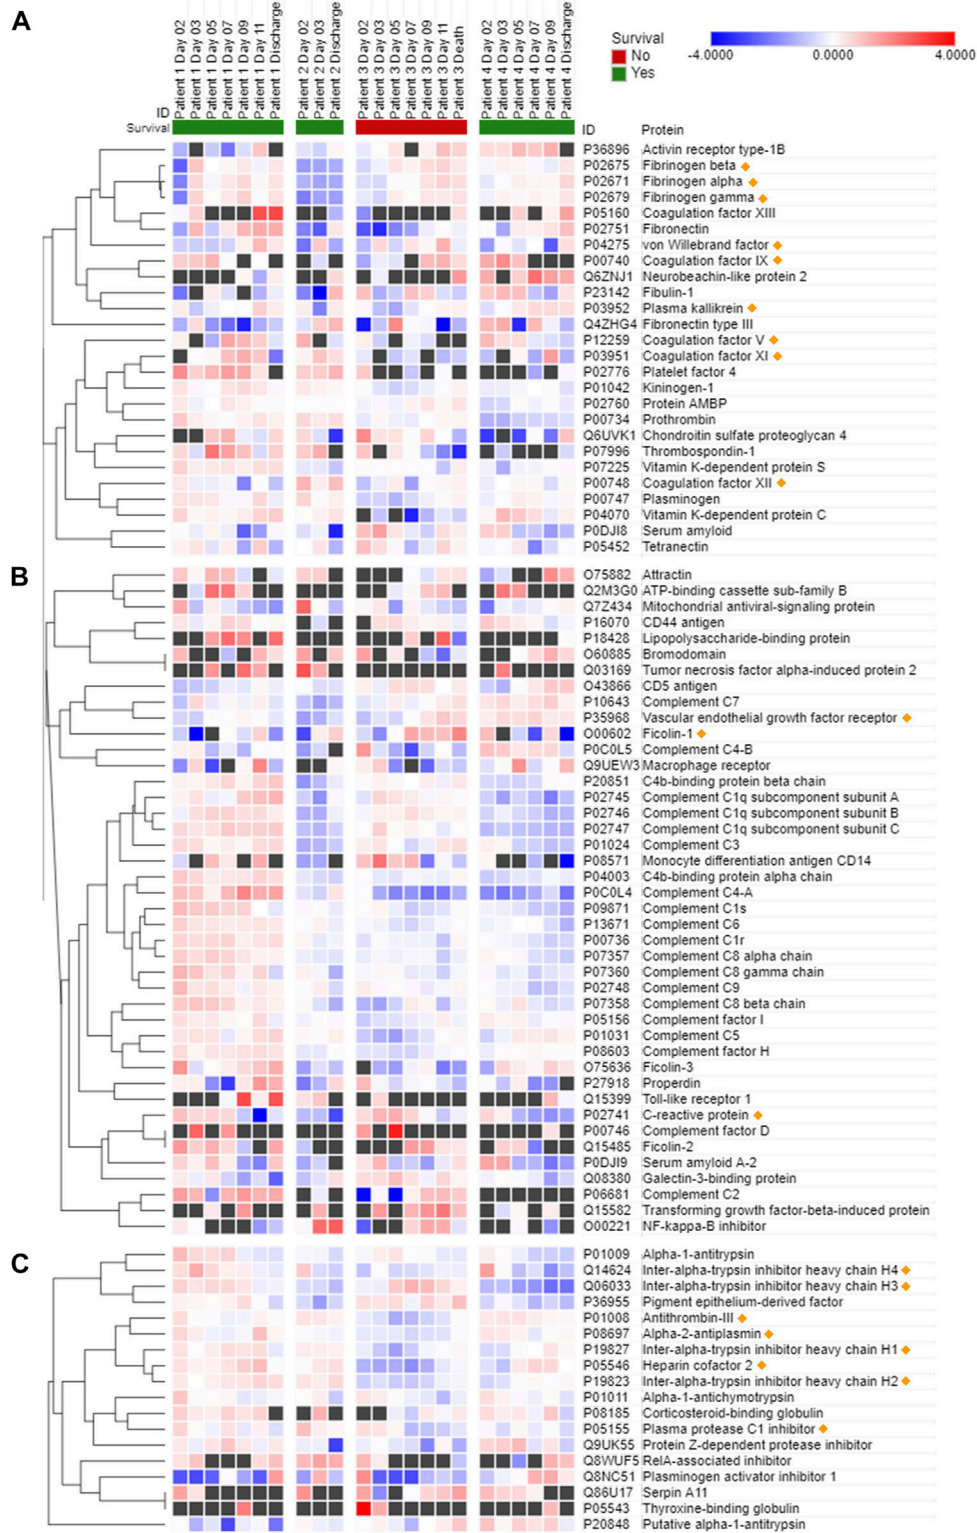 A
Patient 1 Day 02
Patient 1 Day 03
Patient 1 Day 05
Patient 1 Day 07
Patient 1 Day 09
Patient 1 Day 11
Patient 1 Discharge
Patient 2 Day 02
Patient 2 Day 03
Patient 2 Discharge
Patient 3 Day 02
Patient 3 Day 03
Patient 3 Day 05
Patient 3 Day 07
Patient 3 Day 09
Patient 3 Day 11
Patient 3 Death
Patient 4 Day 02
Patient 4 Day 03
Patient 4 Day 05
Patient 4 Day 07
Patient 4 Day 09
Patient 4 Discharge
Survival
No
Yes
-4.0000 0.0000 4.0000
ID
Survival
ID Protein
P36896 Activin receptor type-1B
P02675 Fibrinogen beta
P02671 Fibrinogen alpha
P02679 Fibrinogen gamma
P05160 Coagulation factor XIII
P02751 Fibronectin
P04275 von Willebrand factor
P00740 Coagulation factor IX
Q6ZNJ1 Neurobeachin-like protein 2
P23142 Fibulin-1
P03952 Plasma kallikrein
Q4ZHG4 Fibronectin type III
P12259 Coagulation factor V
P03951 Coagulation factor XI
P02776 Platelet factor 4
P01042 Kininogen-1
P02760 Protein AMBP
P00734 Prothrombin
Q6UVK1 Chondroitin sulfate proteoglycan 4
P07996 Thrombospondin-1
P07225 Vitamin K-dependent protein S
P00748 Coagulation factor XII
P00747 Plasminogen
P04070 Vitamin K-dependent protein C
P0DJI8 Serum amyloid
P05452 Tetranectin
B
O75882 Attractin
Q2M3G0 ATP-binding cassette sub-family B
Q7Z434 Mitochondrial antiviral-signaling protein
P16070 CD44 antigen
P18428 Lipopolysaccharide-binding protein
O60885 Bromodomain
Q03169 Tumor necrosis factor alpha-induced protein 2
O43866 CD5 antigen
P10643 Complement C7
P35968 Vascular endothelial growth factor receptor
O00602 Ficolin-1
P0C0L5 Complement C4-B
Q9UEW3 Macrophage receptor
P20851 C4b-binding protein beta chain
P02745 Complement C1q subcomponent subunit A
P02746 Complement C1q subcomponent subunit B
P02747 Complement C1q subcomponent subunit C
P01024 Complement C3
P08571 Monocyte differentiation antigen CD14
P04003 C4b-binding protein alpha chain
P0C0L4 Complement C4-A
P09871 Complement C1s
P13671 Complement C6
P00736 Complement C1r
P07357 Complement C8 alpha chain
P07360 Complement C8 gamma chain
P02748 Complement C9
P07358 Complement C8 beta chain
P05156 Complement factor I
P01031 Complement C5
P08603 Complement factor H
O75636 Ficolin-3
P27918 Properdin
Q15399 Toll-like receptor 1
P02741 C-reactive protein
P00746 Complement factor D
Q15485 Ficolin-2
P0DJI9 Serum amyloid A-2
Q08380 Galectin-3-binding protein
P06681 Complement C2
Q15582 Transforming growth factor-beta-induced protein
O00221 NF-kappa-B inhibitor
C
P01009 Alpha-1-antitrypsin
Q14624 Inter-alpha-trypsin inhibitor heavy chain H4
Q06033 Inter-alpha-trypsin inhibitor heavy chain H3
P36955 Pigment epithelium-derived factor
P01008 Antithrombin-III
P08697 Alpha-2-antiplasmin
P19827 Inter-alpha-trypsin inhibitor heavy chain H1
P05546 Heparin cofactor 2
P19823 Inter-alpha-trypsin inhibitor heavy chain H2
P01011 Alpha-1-antichymotrypsin
P08185 Corticosteroid-binding globulin
P05155 Plasma protease C1 inhibitor
Q9UK55 Protein Z-dependent protease inhibitor
Q8WUF5 RelA-associated inhibitor
Q8NC51 Plasminogen activator inhibitor 1
Q86U17 Serpin A11
P05543 Thyroxine-binding globulin
P20848 Putative alpha-1-antitrypsin